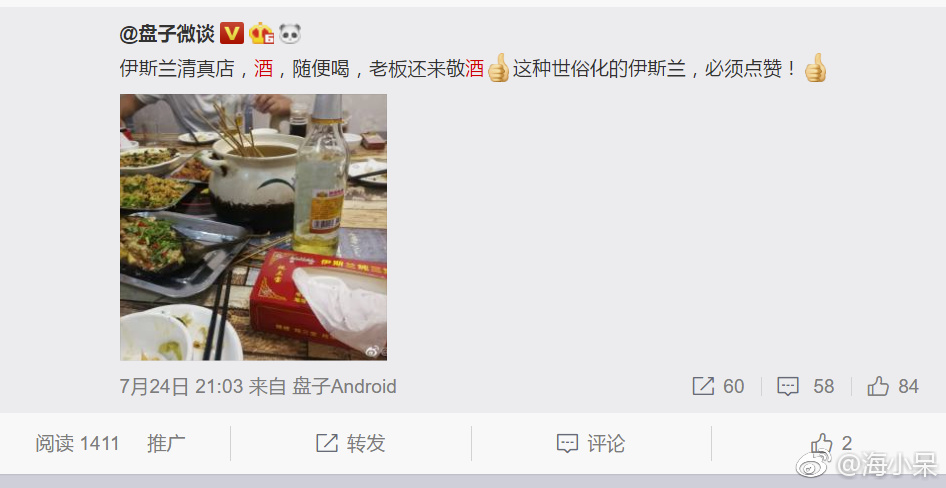 @盘子微谈
伊斯兰清真店，酒，随便喝，老板还来敬酒👍这种世俗化的伊斯兰，必须点赞！👍
伊斯兰
7月24日 21:03 来自 盘子Android
60
58
84
阅读 1411
推广
转发
评论
2
@海小呆